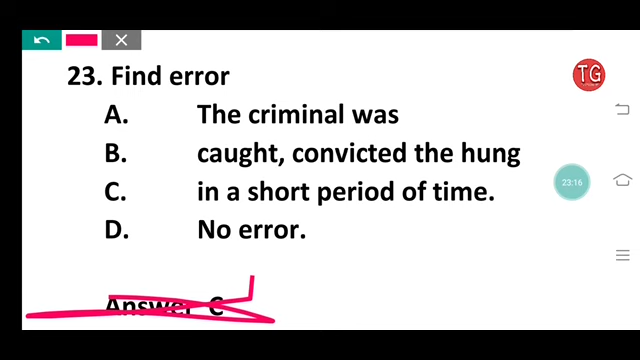 23. Find error
TG
A. The criminal was
B. caught, convicted the hung
C. in a short period of time.
23:16
D. No error.
Answer C